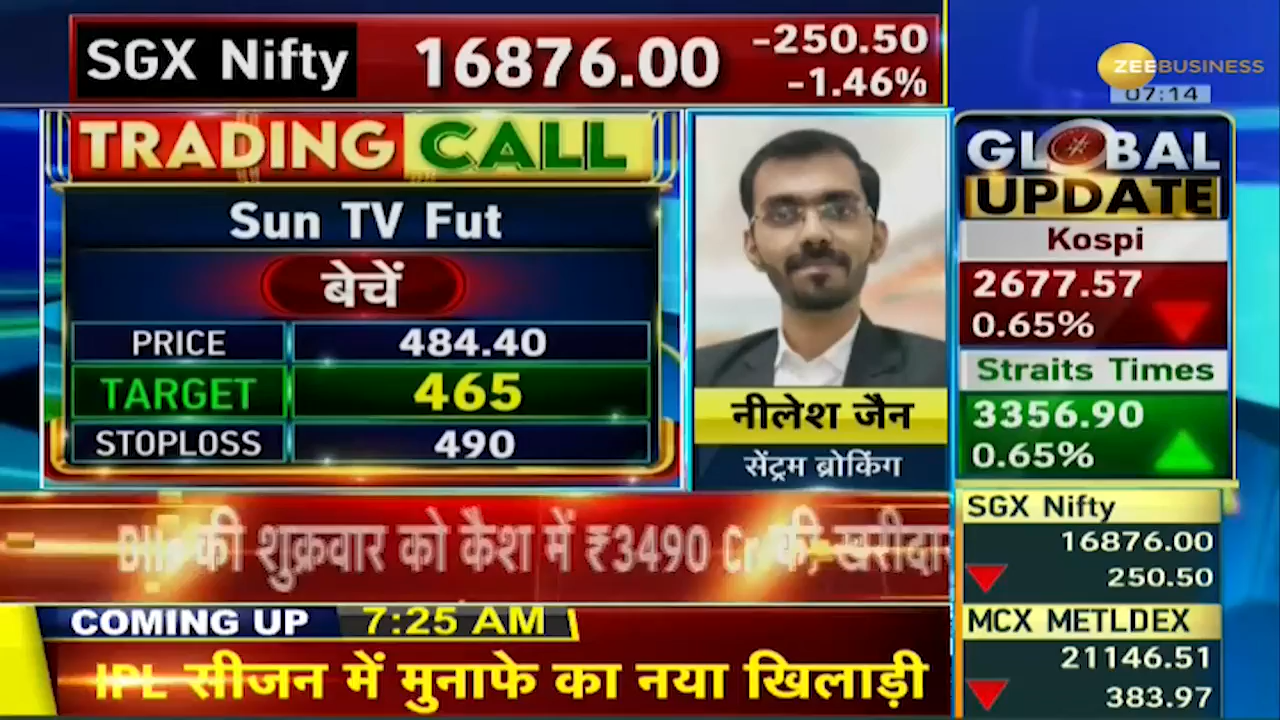 SGX Nifty 16876.00 -250.50
-1.46%
ZEEBUSINESS
07:14
TRADING CALL
Sun TV Fut
बेचें
PRICE 484.40
TARGET 465
STOPLOSS 490
नीलेश जैन
सेंट्रम ब्रोकिंग
GLOBAL
UPDATE
Kospi
2677.57
0.65%
Straits Times
3356.90
0.65%
SGX Nifty
16876.00
250.50
MCX METLDEX
21146.51
383.97
की शुक्रवार को कैश में ₹3490 Cr की खरीदार
COMING UP 7:25 AM
IPL सीजन में मुनाफे का नया खिलाड़ी